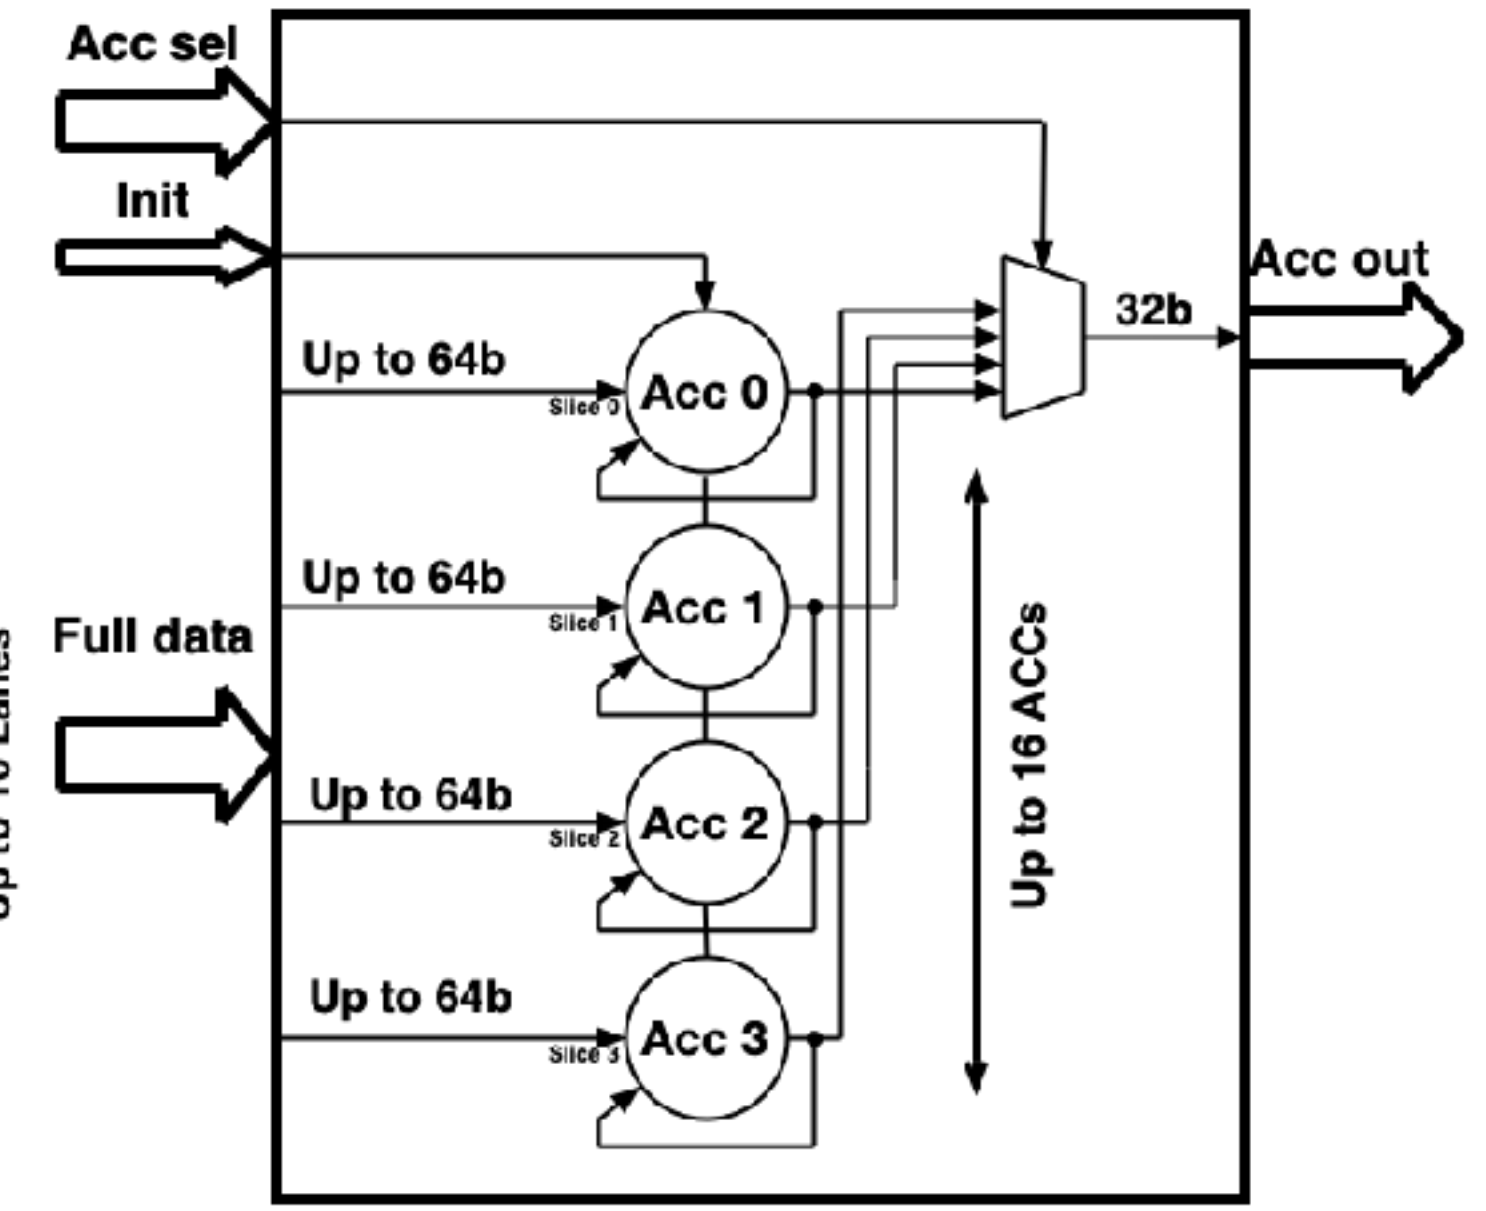 Acc sel
Init
Acc out
32b
Up to 64b
Slice 0
Acc 0
Up to 64b
Slice 1
Acc 1
Full data
Up to 64b
Slice 2
Acc 2
Up to 64b
Slice 3
Acc 3
Up to 16 ACCs